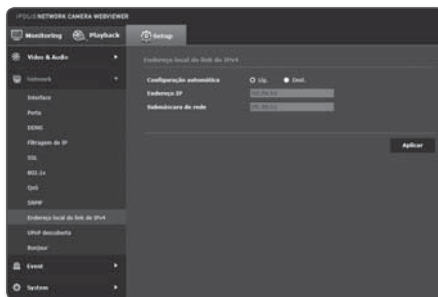 iPOLiS NETWORK CAMERA WEBVIEWER
Monitoring
Playback
Setup
Video & Audio
Network
Interface
Porta
DDNS
Filtragem de IP
SSL
802.1x
QoS
SNMP
Endereço local do link do IPv4
UPnP descoberta
Bonjour
Event
System
Endereço local do link do IPv4
Configuração automática
Lig.
Desl.
Endereço IP
Submáscara de rede
Aplicar